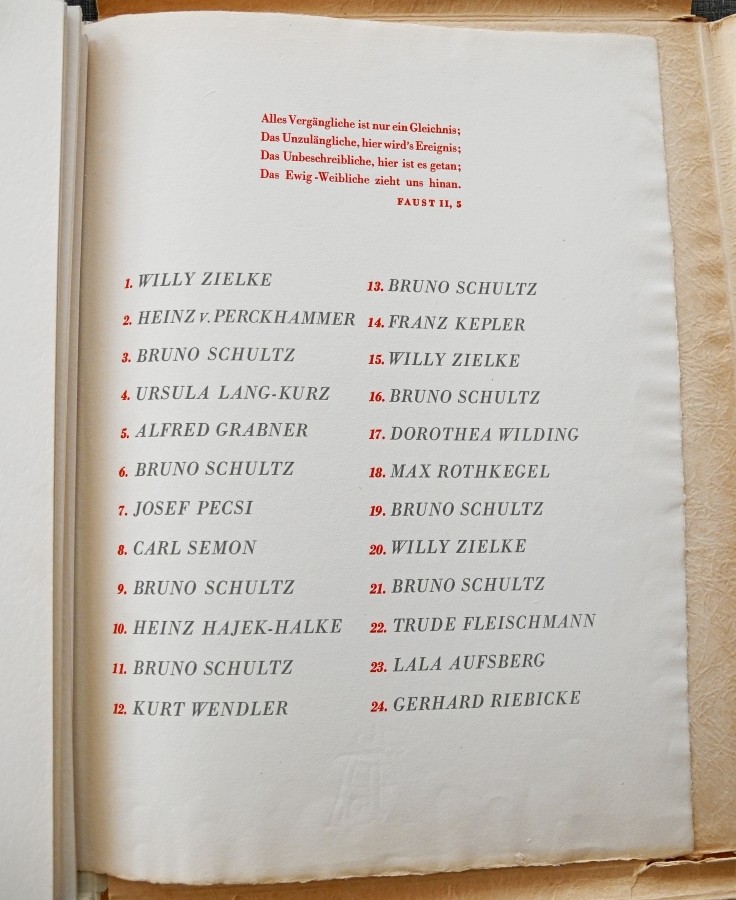 Alles Vergängliche ist nur ein Gleichnis;
Das Unzulängliche, hier wird's Ereignis;
Das Unbeschreibliche, hier ist es getan;
Das Ewig-Weibliche zieht uns hinan.
FAUST II, 5
1. WILLY ZIELKE
2. HEINZ v. PERCKHAMMER
3. BRUNO SCHULTZ
4. URSULA LANG-KURZ
5. ALFRED GRABNER
6. BRUNO SCHULTZ
7. JOSEF PECSI
8. CARL SEMON
9. BRUNO SCHULTZ
10. HEINZ HAJEK-HALKE
11. BRUNO SCHULTZ
12. KURT WENDLER
13. BRUNO SCHULTZ
14. FRANZ KEPLER
15. WILLY ZIELKE
16. BRUNO SCHULTZ
17. DOROTHEA WILDING
18. MAX ROTHKEGEL
19. BRUNO SCHULTZ
20. WILLY ZIELKE
21. BRUNO SCHULTZ
22. TRUDE FLEISCHMANN
23. LALA AUFSBERG
24. GERHARD RIEBICKE